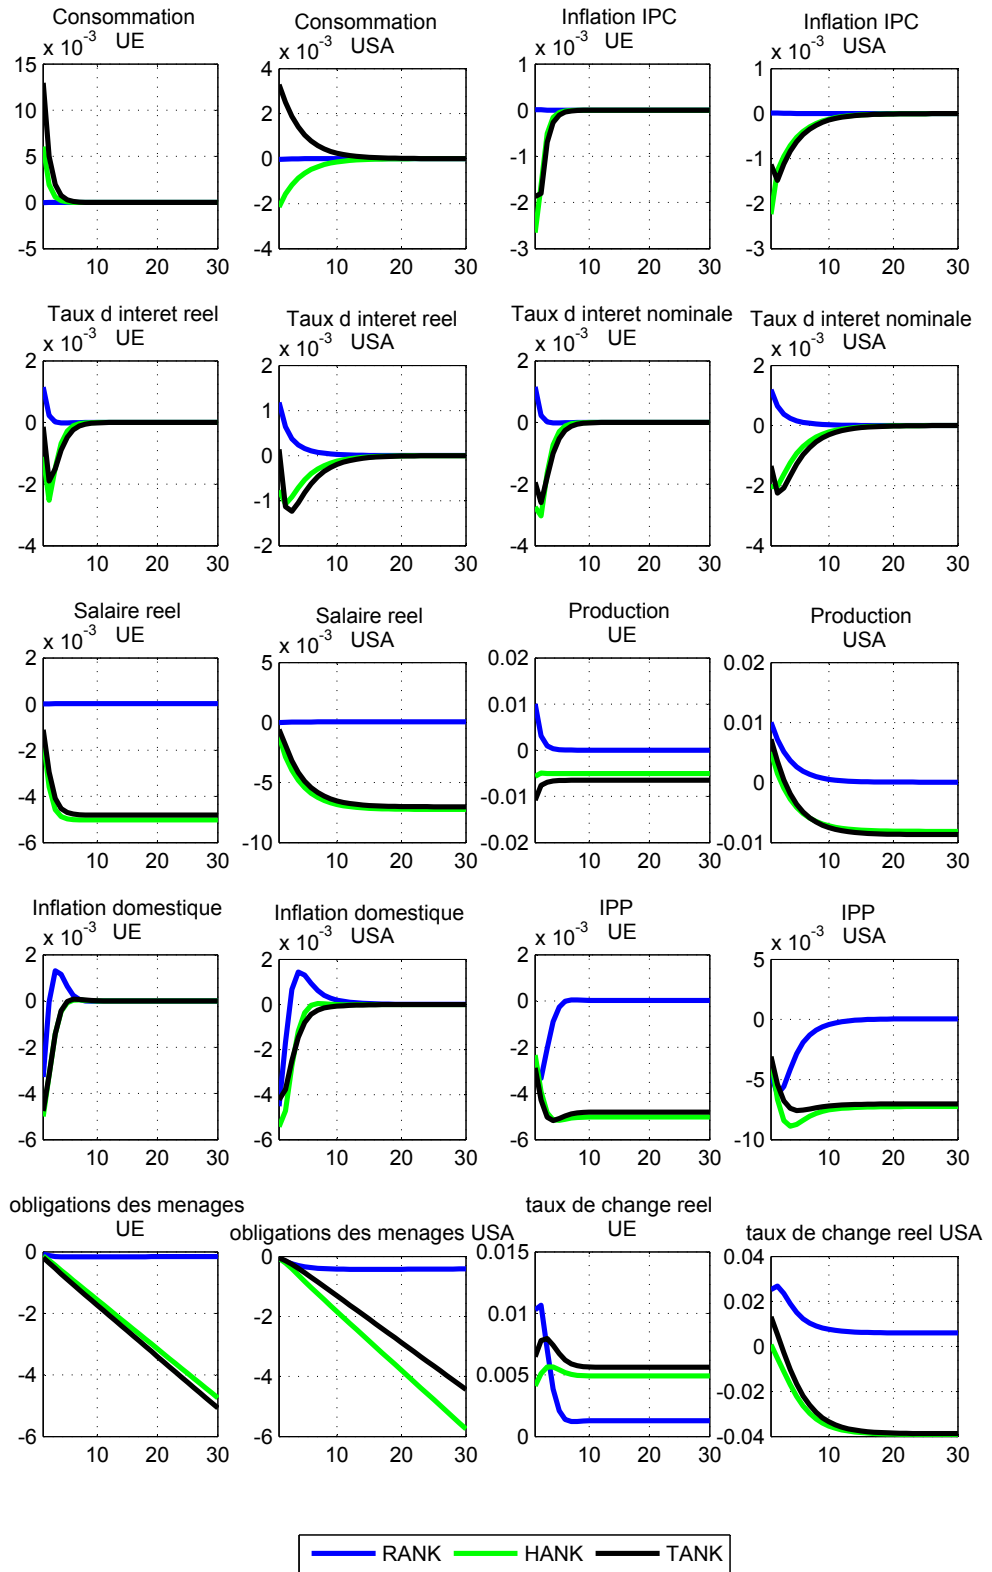 Consommation
UE
x 10^-3
15
10
5
0
-5
10 20 30
Consommation
USA
x 10^-3
4
2
0
-2
-4
10 20 30
Inflation IPC
UE
x 10^-3
1
0
-1
-2
-3
10 20 30
Inflation IPC
USA
x 10^-3
1
0
-1
-2
-3
10 20 30
Taux d interet reel
UE
x 10^-3
2
0
-2
-4
10 20 30
Taux d interet reel
USA
x 10^-3
2
1
0
-1
-2
10 20 30
Taux d interet nominale
UE
x 10^-3
2
0
-2
-4
10 20 30
Taux d interet nominale
USA
x 10^-3
2
0
-2
-4
10 20 30
Salaire reel
UE
x 10^-3
2
0
-2
-4
-6
10 20 30
Salaire reel
USA
x 10^-3
5
0
-5
-10
10 20 30
Production
UE
0.02
0.01
0
-0.01
-0.02
10 20 30
Production
USA
0.02
0.01
0
-0.01
10 20 30
Inflation domestique
UE
x 10^-3
2
0
-2
-4
-6
10 20 30
Inflation domestique
USA
x 10^-3
2
0
-2
-4
-6
10 20 30
IPP
UE
x 10^-3
2
0
-2
-4
-6
10 20 30
IPP
USA
x 10^-3
5
0
-5
-10
10 20 30
obligations des menages
UE
0
-2
-4
-6
10 20 30
obligations des menages USA
0
-2
-4
-6
10 20 30
taux de change reel
UE
0.015
0.01
0.005
0
10 20 30
taux de change reel USA
0.04
0.02
0
-0.02
-0.04
10 20 30
RANK HANK TANK